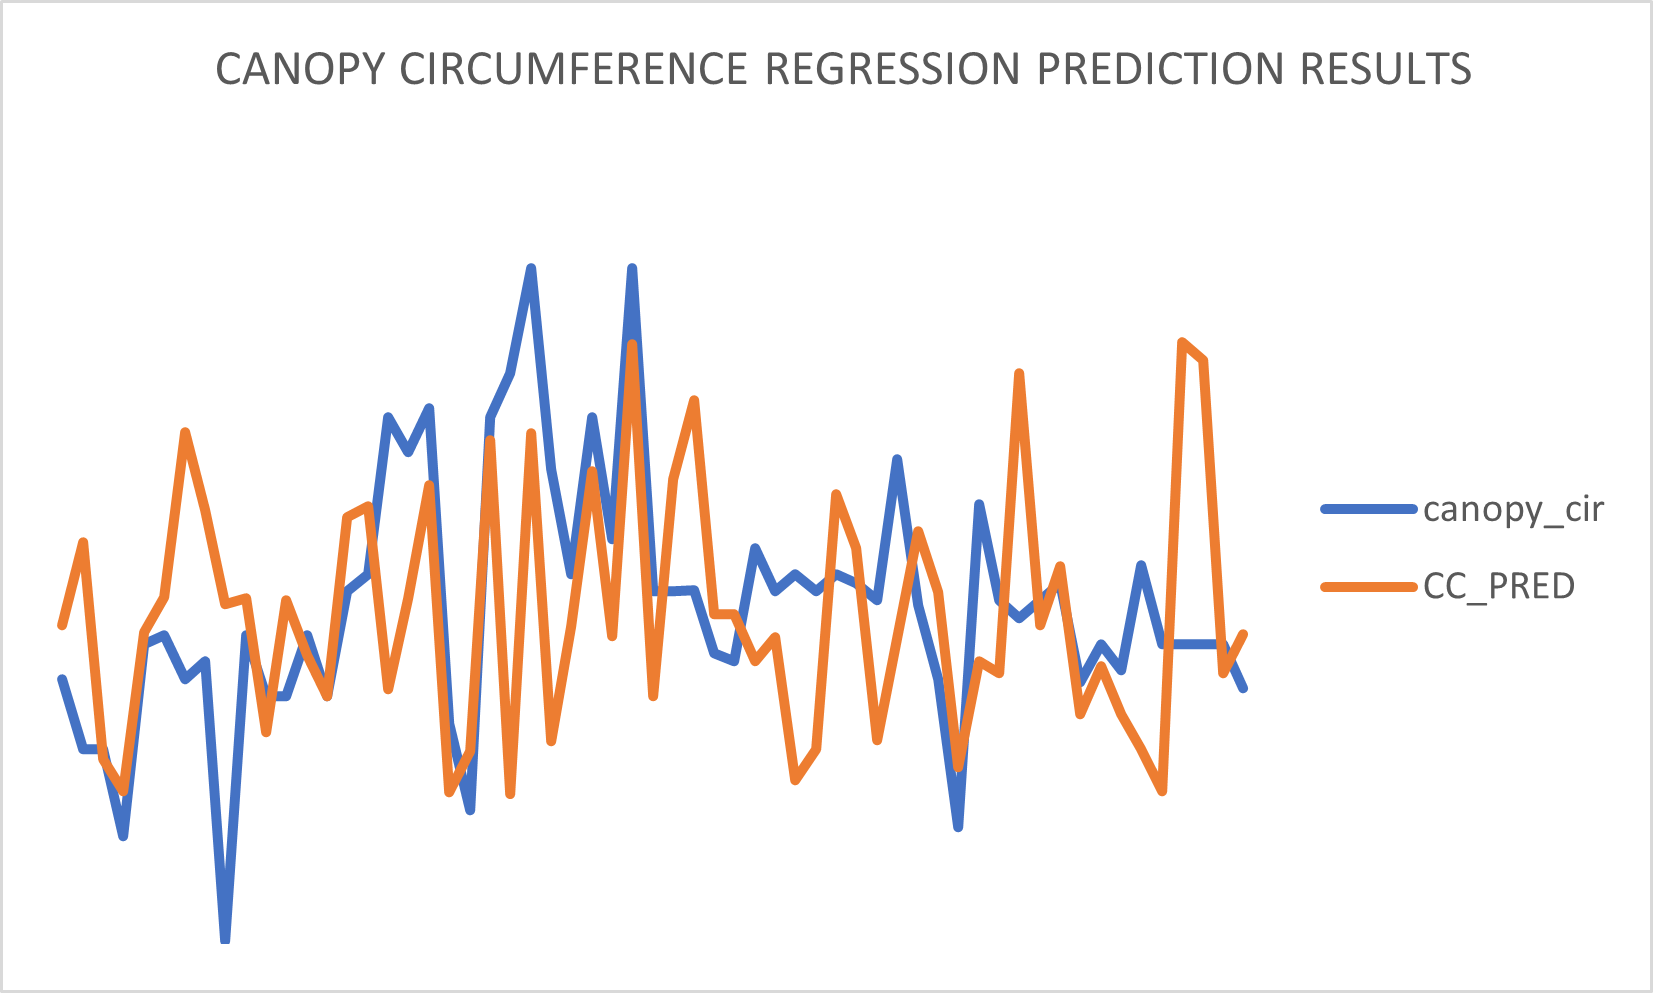 CANOPY CIRCUMFERENCE REGRESSION PREDICTION RESULTS
canopy_cir
CC_PRED